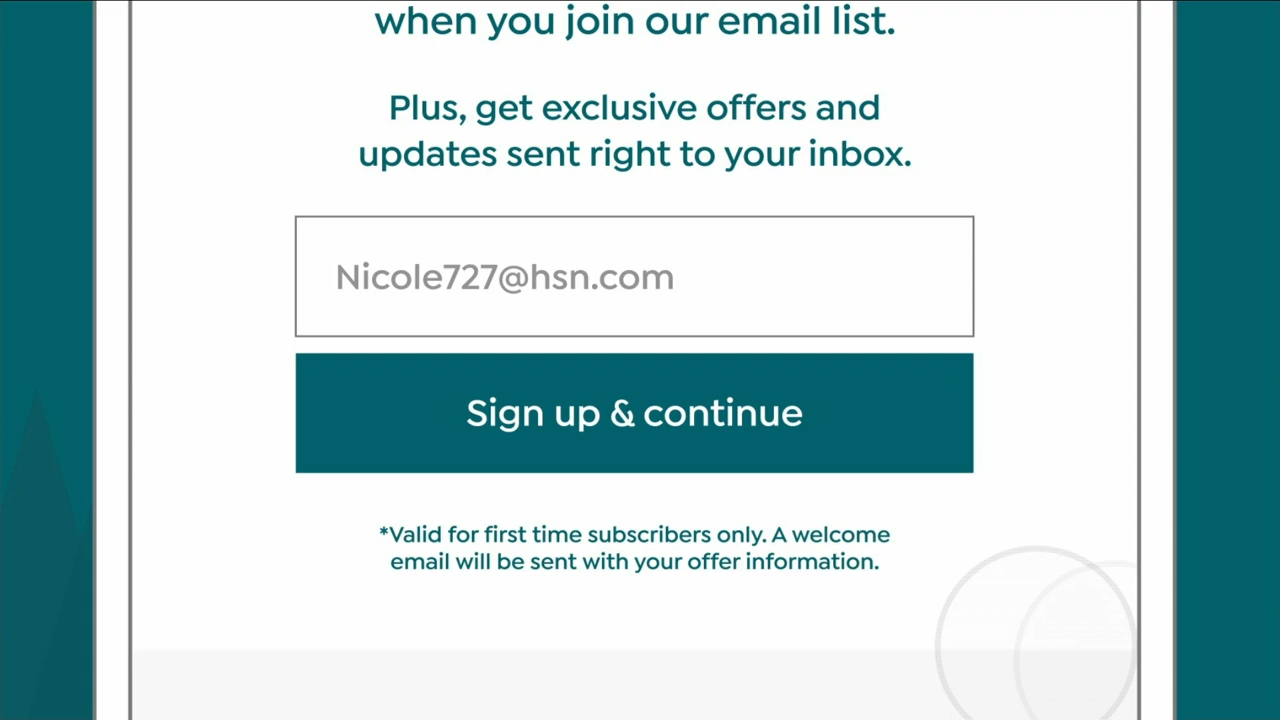 when you join our email list.
Plus, get exclusive offers and
updates sent right to your inbox.
Nicole727@hsn.com
Sign up & continue
*Valid for first time subscribers only. A welcome
email will be sent with your offer information.